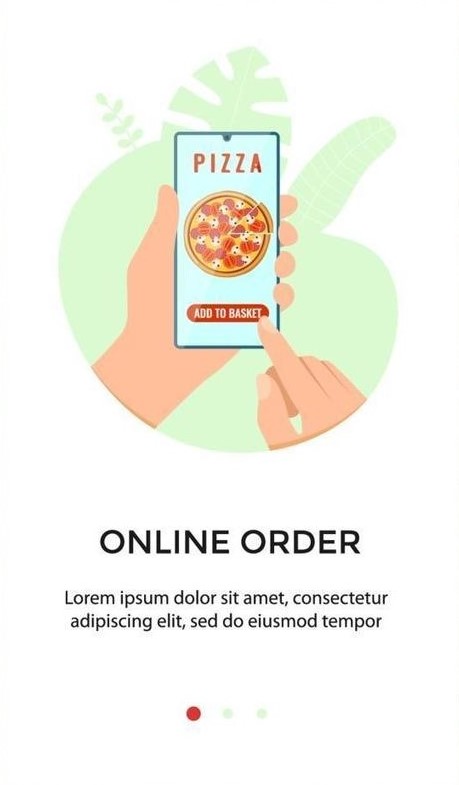 PIZZA
ADD TO BASKET
ONLINE ORDER
Lorem ipsum dolor sit amet, consectetur
adipiscing elit, sed do eiusmod tempor